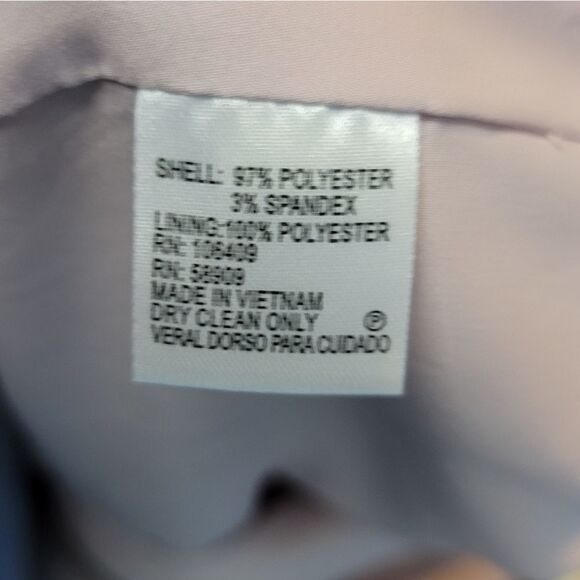 SHELL: 97% POLYESTER
3% SPANDEX
LINING:100% POLYESTER
RN: 106409
RN: 58909
MADE IN VIETNAM
DRY CLEAN ONLY Ⓟ
VERAL DORSO PARA CUIDADO